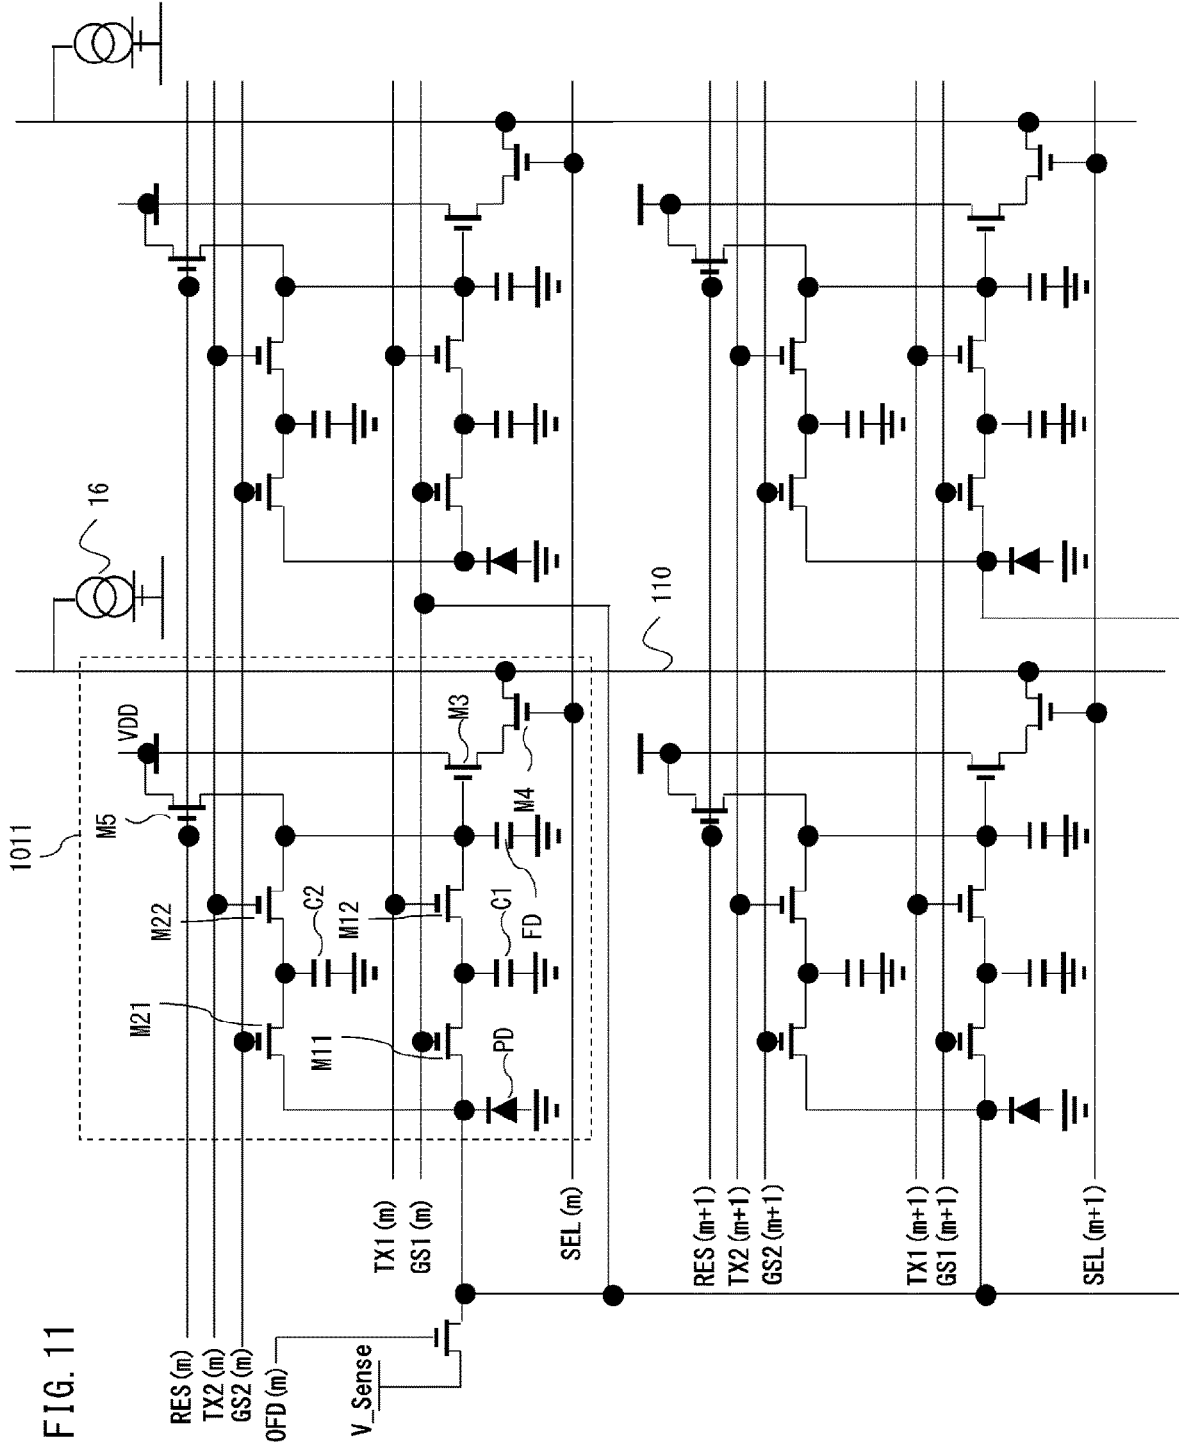 FIG. 11
1011
16
110
VDD
M5
M22
M21
C2
M12
M11
C1
FD
PD
M3
M4
RES(m)
TX2(m)
GS2(m)
OFD(m)
V_Sense
TX1(m)
GS1(m)
SEL(m)
RES(m+1)
TX2(m+1)
GS2(m+1)
TX1(m+1)
GS1(m+1)
SEL(m+1)